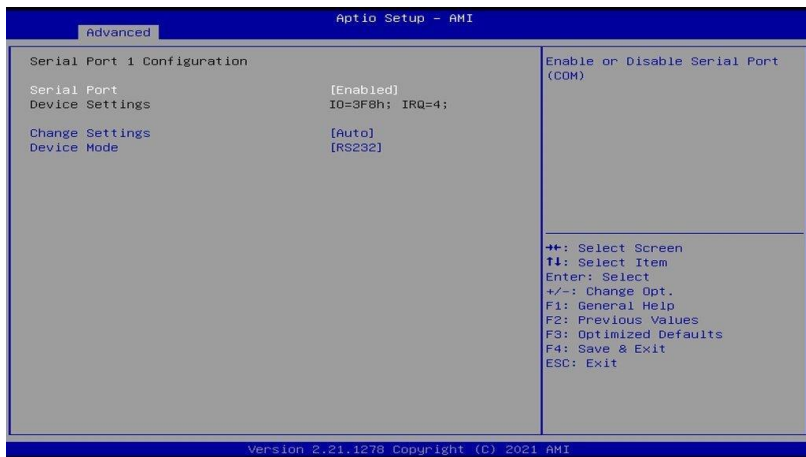 Aptio Setup - AMI
Advanced
Serial Port 1 Configuration
Serial Port [Enabled]
Device Settings IO=3F8h; IRQ=4;
Change Settings [Auto]
Device Mode [RS232]
Enable or Disable Serial Port
(COM)
→←: Select Screen
↑↓: Select Item
Enter: Select
+/-: Change Opt.
F1: General Help
F2: Previous Values
F3: Optimized Defaults
F4: Save & Exit
ESC: Exit
Version 2.21.1278 Copyright (C) 2021 AMI